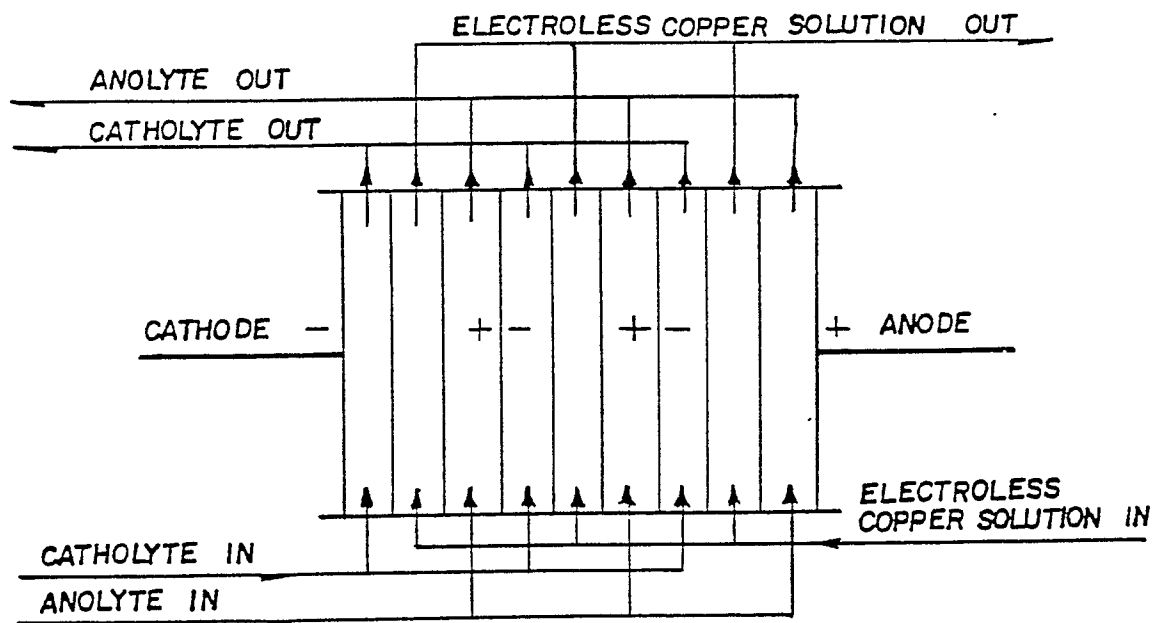 ELECTROLESS COPPER SOLUTION OUT
ANOLYTE OUT
CATHOLYTE OUT
CATHODE - + - + - + ANODE
ELECTROLESS
COPPER SOLUTION IN
CATHOLYTE IN
ANOLYTE IN